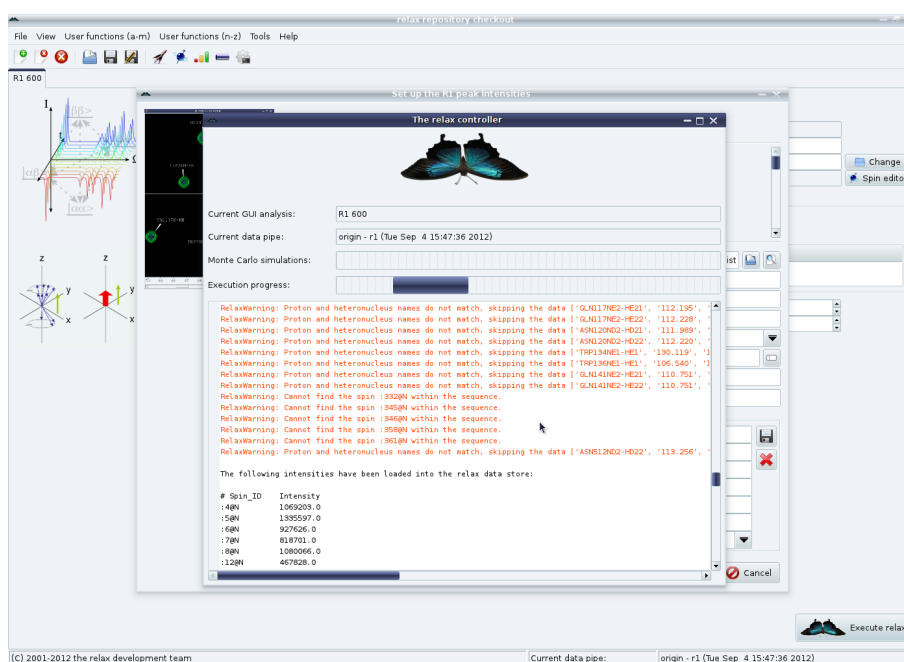 relax repository checkout
File View User functions (a-m) User functions (n-z) Tools Help
R1 600
Set up the R1 peak intensities
The relax controller
Change
Spin edito
Current GUI analysis: R1 600
Current data pipe: origin - r1 (Tue Sep 4 15:47:36 2012)
Monte Carlo simulations:
ist
Execution progress:
RelaxWarning: Proton and heteronucleus names do not match, skipping the data ['GLN117NE2-HE21', '112.195', '
RelaxWarning: Proton and heteronucleus names do not match, skipping the data ['GLN117NE2-HE22', '112.228', '
RelaxWarning: Proton and heteronucleus names do not match, skipping the data ['ASN120ND2-HD21', '111.989', '
RelaxWarning: Proton and heteronucleus names do not match, skipping the data ['ASN120ND2-HD22', '112.220', '
RelaxWarning: Proton and heteronucleus names do not match, skipping the data ['TRP134NE1-HE1', '130.119', '1
RelaxWarning: Proton and heteronucleus names do not match, skipping the data ['TRP136NE1-HE1', '106.540', '1
RelaxWarning: Proton and heteronucleus names do not match, skipping the data ['GLN141NE2-HE21', '110.751', '
RelaxWarning: Proton and heteronucleus names do not match, skipping the data ['GLN141NE2-HE22', '110.751', '
RelaxWarning: Cannot find the spin :332@N within the sequence.
RelaxWarning: Cannot find the spin :345@N within the sequence.
RelaxWarning: Cannot find the spin :346@N within the sequence.
RelaxWarning: Cannot find the spin :358@N within the sequence.
RelaxWarning: Cannot find the spin :361@N within the sequence.
RelaxWarning: Proton and heteronucleus names do not match, skipping the data ['ASN512ND2-HD22', '113.256', '
The following intensities have been loaded into the relax data store:
# Spin_ID Intensity
:4@N 1069203.0
:5@N 1335597.0
:6@N 927626.0
:7@N 818701.0
:8@N 1080066.0
:12@N 467828.0
Cancel
Execute relax
(C) 2001-2012 the relax development team
Current data pipe:
origin - r1 (Tue Sep 4 15:47:36 2012)
I
t
|ββ>
|αβ
|αα>
z
y
x
z
y
x